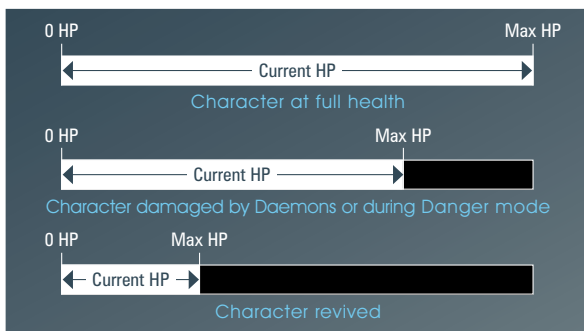 0 HP Max HP
Current HP
Character at full health
0 HP Max HP
Current HP
Character damaged by Daemons or during Danger mode
0 HP Max HP
Current HP
Character revived